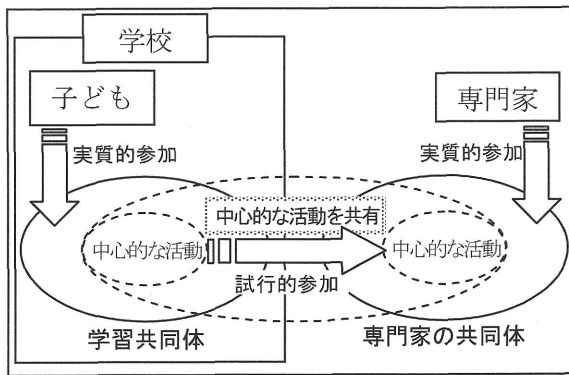 学校
子ども
専門家
実質的参加
実質的参加
中心的な活動を共有
中心的な活動
中心的な活動
試行的参加
学習共同体
専門家の共同体